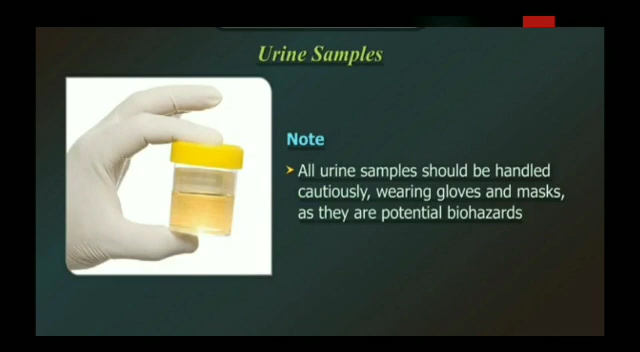 Urine Samples
Note
All urine samples should be handled
cautiously, wearing gloves and masks,
as they are potential biohazards